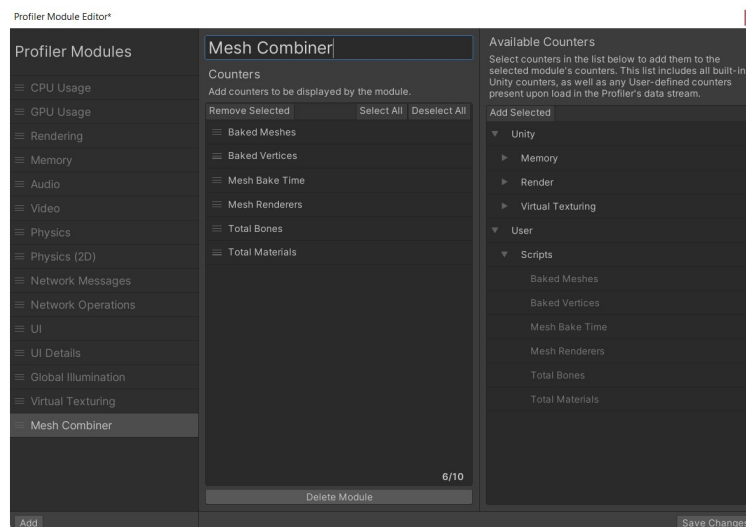 Profiler Module Editor*
Profiler Modules
CPU Usage
GPU Usage
Rendering
Memory
Audio
Video
Physics
Physics (2D)
Network Messages
Network Operations
UI
UI Details
Global Illumination
Virtual Texturing
Mesh Combiner
Add
Mesh Combiner
Counters
Add counters to be displayed by the module.
Remove Selected Select All Deselect All
Baked Meshes
Baked Vertices
Mesh Bake Time
Mesh Renderers
Total Bones
Total Materials
6/10
Delete Module
Available Counters
Select counters in the list below to add them to the
selected module's counters. This list includes all built-in
Unity counters, as well as any User-defined counters
present upon load in the Profiler's data stream.
Add Selected
Unity
Memory
Render
Virtual Texturing
User
Scripts
Baked Meshes
Baked Vertices
Mesh Bake Time
Mesh Renderers
Total Bones
Total Materials
Save Changes